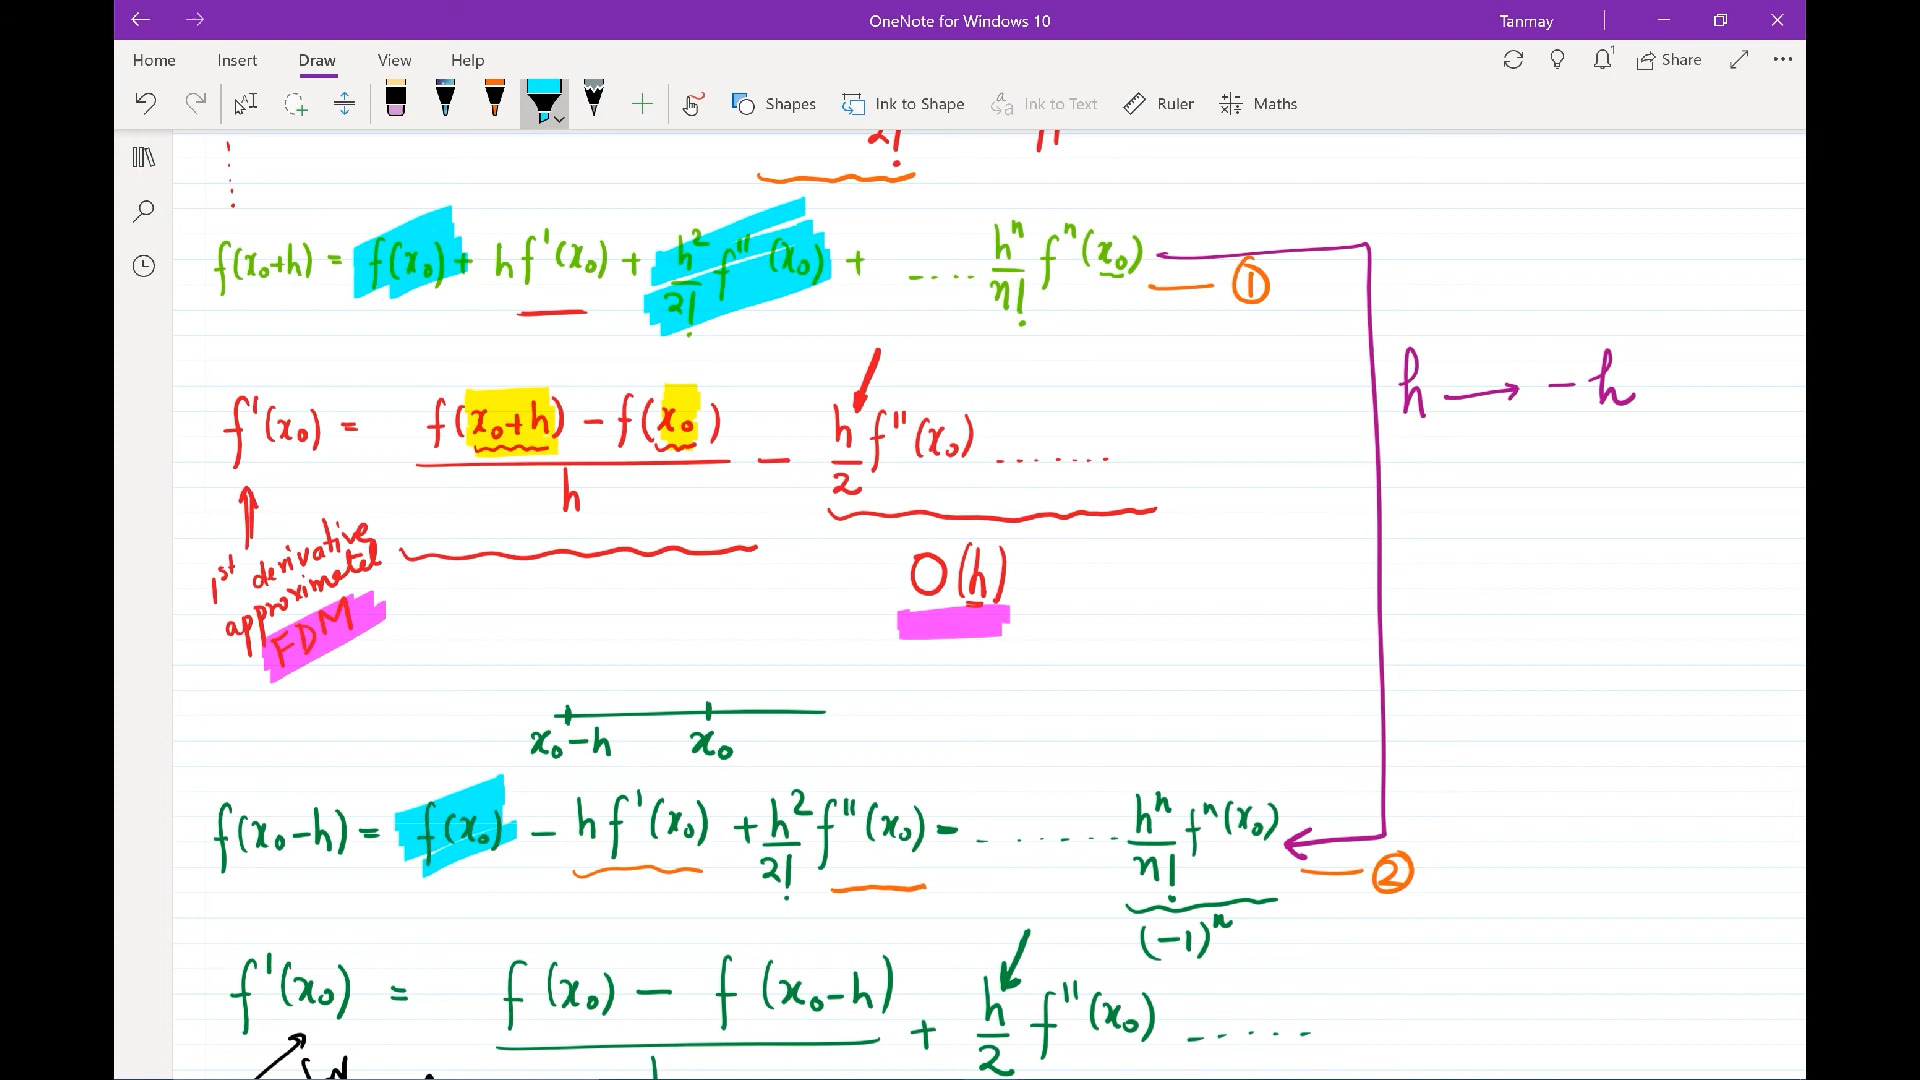 OneNote for Windows 10
Tanmay
Home Insert Draw View Help
Share
Shapes Ink to Shape Ink to Text Ruler Maths
2!
f(x₀+h) = f(x₀) + hf'(x₀) + h²/2! f''(x₀) + ..... hⁿ/n! fⁿ(x₀) — ①
h → -h
f'(x₀) = (f(x₀+h) - f(x₀))/h - h/2 f''(x₀) ........
1st derivative
approximated
FDM
O(h)
x₀-h x₀
f(x₀-h) = f(x₀) - hf'(x₀) + h²/2! f''(x₀) - ........ hⁿ/n! fⁿ(x₀) — ②
(-1)ⁿ
f'(x₀) = (f(x₀) - f(x₀-h))/h + h/2 f''(x₀) ......